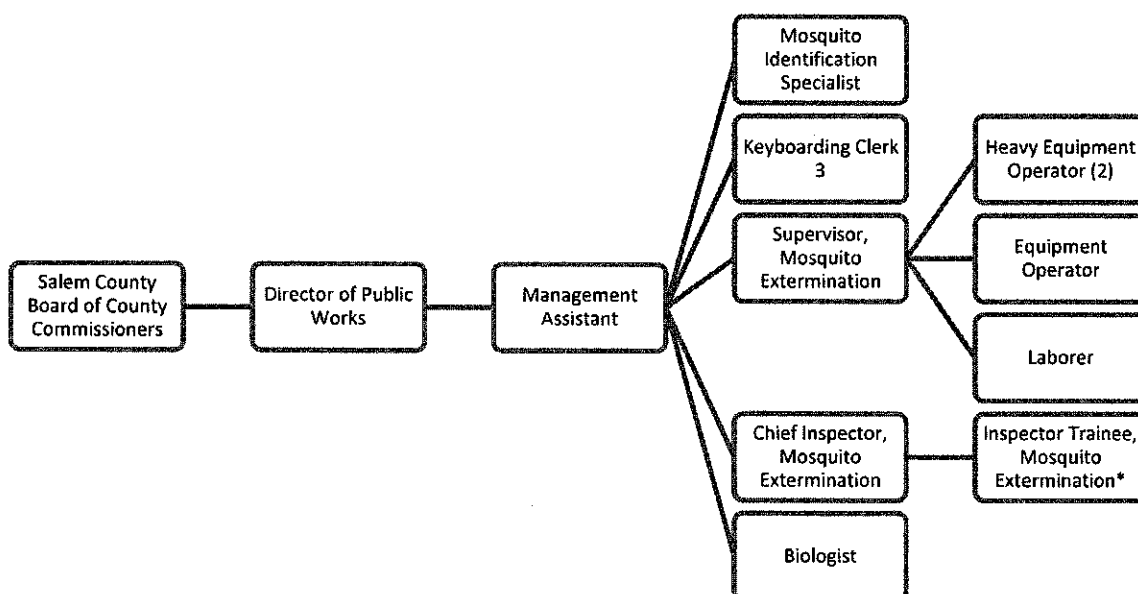 Mosquito
Identification
Specialist
Keyboarding Clerk
3
Heavy Equipment
Operator (2)
Supervisor,
Mosquito
Extermination
Equipment
Operator
Salem County
Board of County
Commissioners
Director of Public
Works
Management
Assistant
Laborer
Chief Inspector,
Mosquito
Extermination
Inspector Trainee,
Mosquito
Extermination*
Biologist